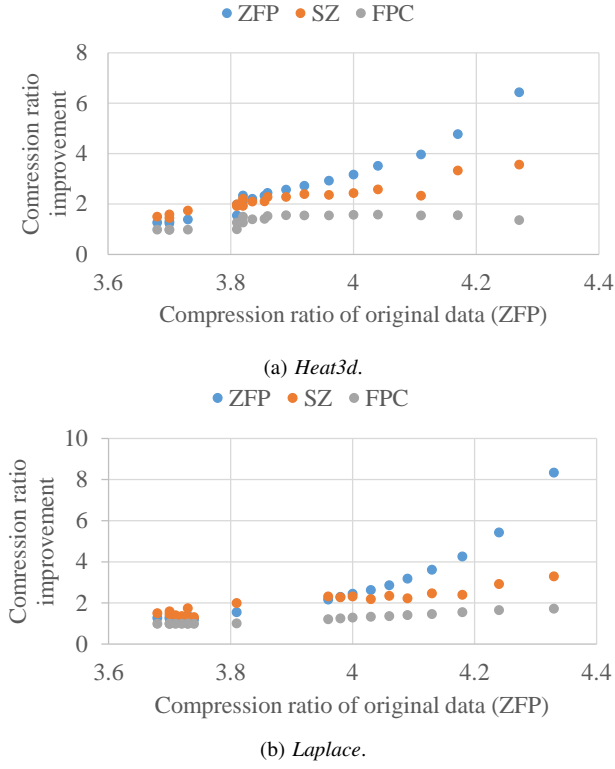 ZFP SZ FPC
8
6
4
2
0
3.6 3.8 4 4.2 4.4
Comression ratio
improvement
Compression ratio of original data (ZFP)
(a) Heat3d.
ZFP SZ FPC
10
8
6
4
2
0
3.6 3.8 4 4.2 4.4
Comression ratio
improvement
Compression ratio of original data (ZFP)
(b) Laplace.